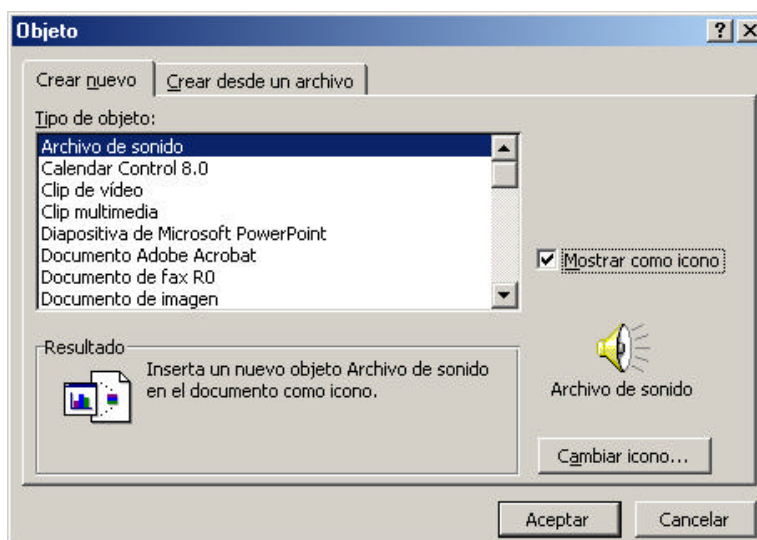 Objeto
Crear nuevo
Crear desde un archivo
Tipo de objeto:
Archivo de sonido
Calendar Control 8.0
Clip de vídeo
Clip multimedia
Diapositiva de Microsoft PowerPoint
Documento Adobe Acrobat
Documento de fax R0
Documento de imagen
Mostrar como icono
Resultado
Inserta un nuevo objeto Archivo de sonido
en el documento como icono.
Archivo de sonido
Cambiar icono...
Aceptar
Cancelar